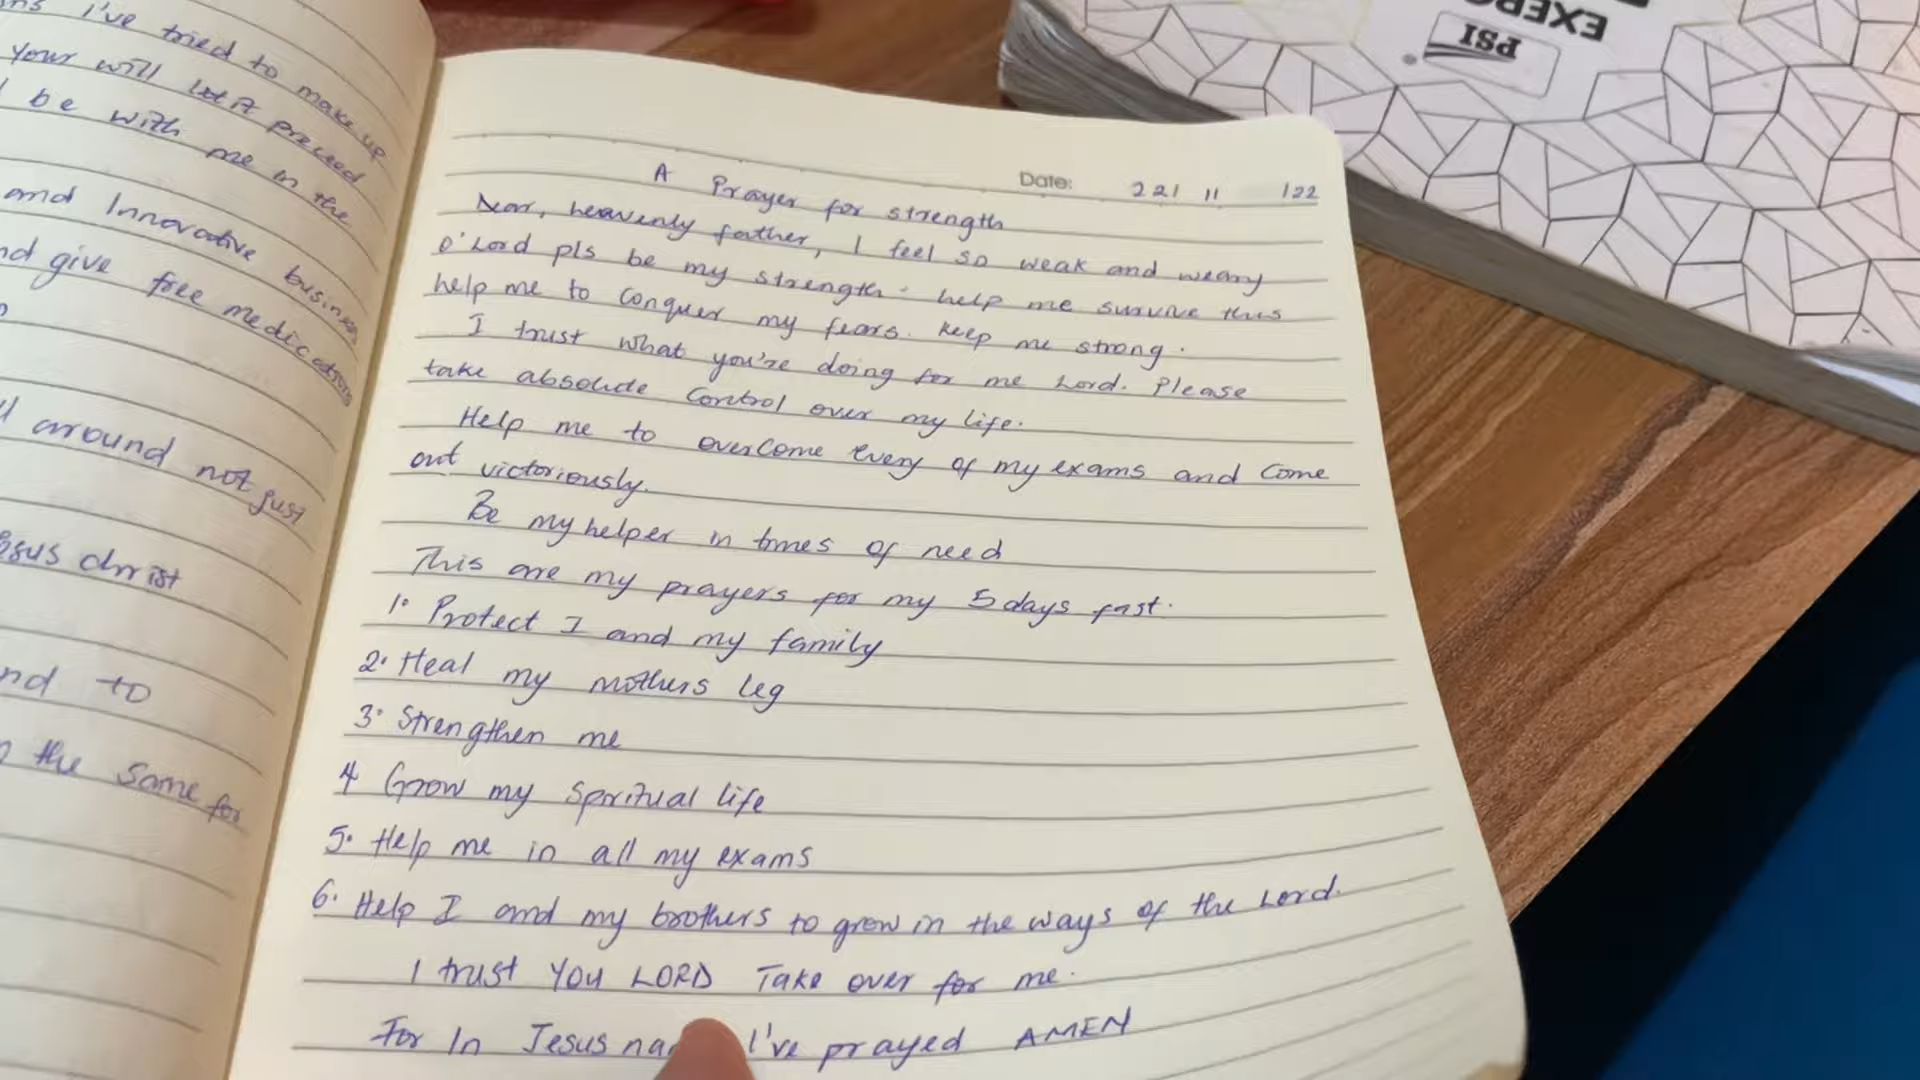 I've tried to make up
your will let it proceed
be with me in the
and Innovative business
and give free medications
around not just
Jesus christ
and to
the same for
Date: 22/ 11 /22
A Prayer for strength
Dear, heavenly father, I feel so weak and weary
O'Lord pls be my strength. help me survive this
help me to conquer my fears. Keep me strong.
I trust what you're doing for me Lord. Please
take absolute Control over my life.
Help me to overcome every of my exams and Come
out victoriously.
Be my helper in times of need
This are my prayers for my 5 days fast.
1. Protect I and my family
2. Heal my mothers leg
3. Strengthen me
4 Grow my Spiritual life
5. Help me in all my exams
6. Help I and my brothers to grow in the ways of the Lord.
I trust YOU LORD Take over for me.
For In Jesus na I've prayed AMEN
PSI
EXERC